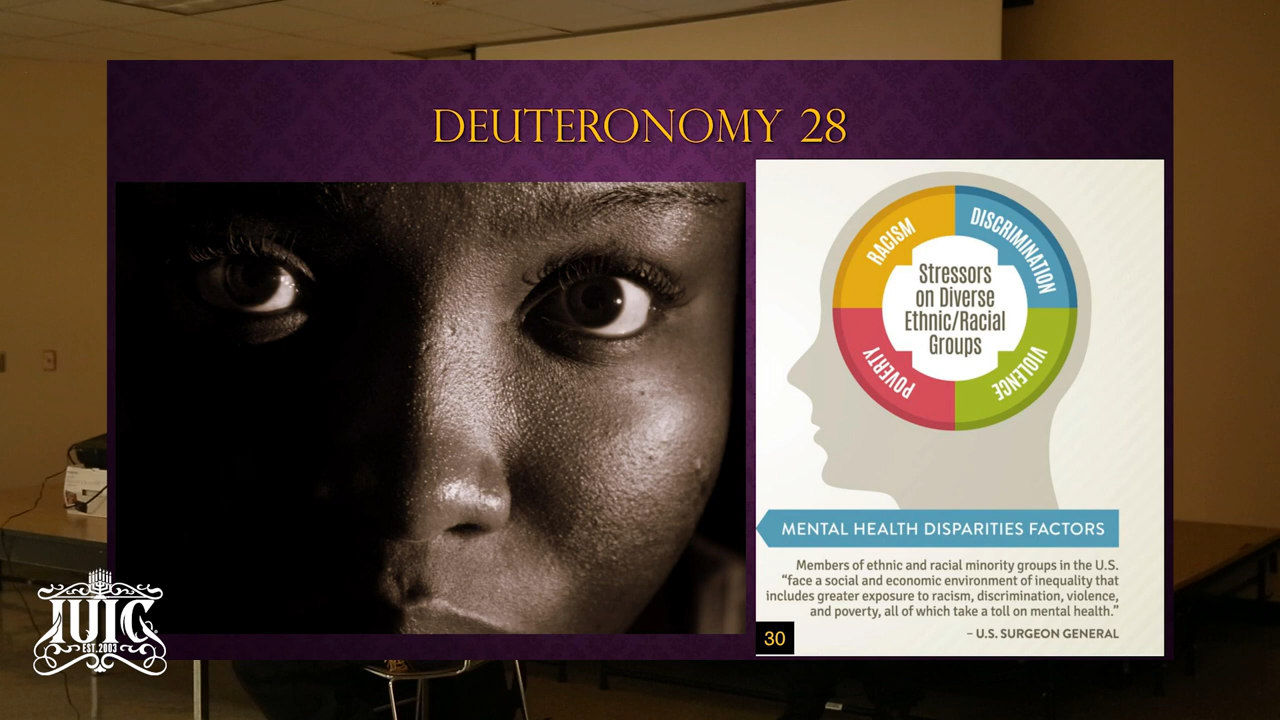 DEUTERONOMY 28
RACISM
DISCRIMINATION
Stressors
on Diverse
Ethnic/Racial
Groups
POVERTY
VIOLENCE
MENTAL HEALTH DISPARITIES FACTORS
Members of ethnic and racial minority groups in the U.S.
“face a social and economic environment of inequality that
includes greater exposure to racism, discrimination, violence,
and poverty, all of which take a toll on mental health.”
– U.S. SURGEON GENERAL
30
IUIC
EST. 2003